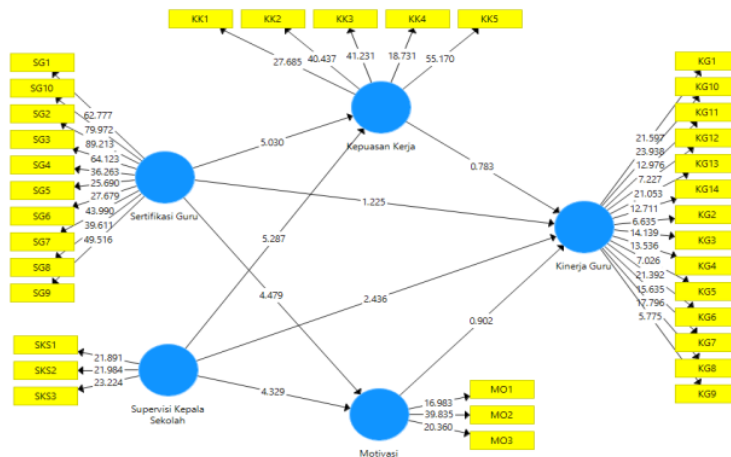 KK1
KK2
KK3
KK4
KK5
27.685
40.437
41.231
18.731
55.170
Kepuasan Kerja
SG1
SG10
SG2
SG3
SG4
SG5
SG6
SG7
SG8
SG9
62.777
79.972
89.213
64.123
36.263
25.690
27.679
43.990
39.611
49.516
Sertifikasi Guru
5.030
1.225
4.479
0.783
5.287
2.436
4.329
0.902
SKS1
SKS2
SKS3
21.891
21.984
23.224
Supervisi Kepala
Sekolah
MO1
MO2
MO3
16.983
39.835
20.360
Motivasi
Kinerja Guru
21.597
23.938
12.976
7.227
21.053
12.711
6.635
14.139
13.536
7.026
21.392
15.635
17.796
5.775
KG1
KG10
KG11
KG12
KG13
KG14
KG2
KG3
KG4
KG5
KG6
KG7
KG8
KG9